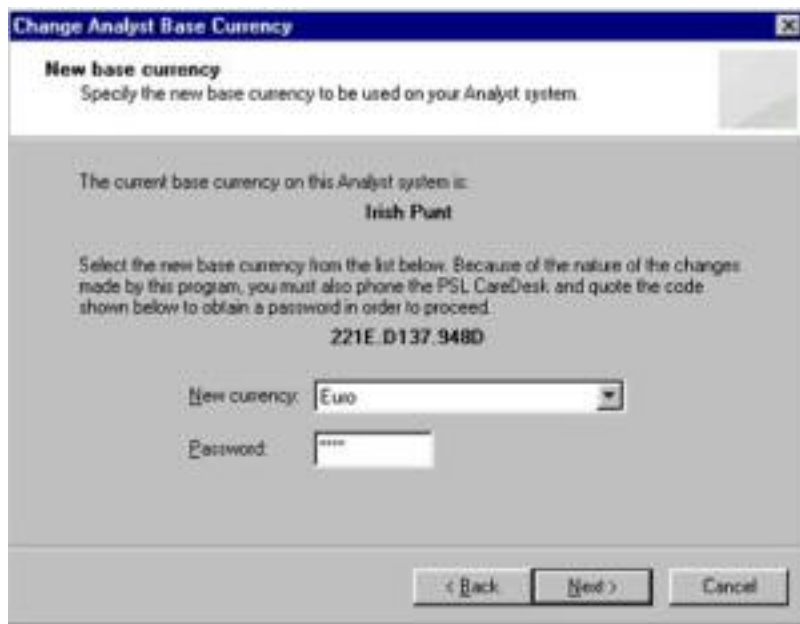 Change Analyst Base Currency
New base currency
Specify the new base currency to be used on your Analyst system.
The current base currency on this Analyst system is:
Irish Punt
Select the new base currency from the list below. Because of the nature of the changes
made by this program, you must also phone the PSL CareDesk and quote the code
shown below to obtain a password in order to proceed.
221E.D137.948D
New currency: Euro
Password: ****
< Back Next > Cancel